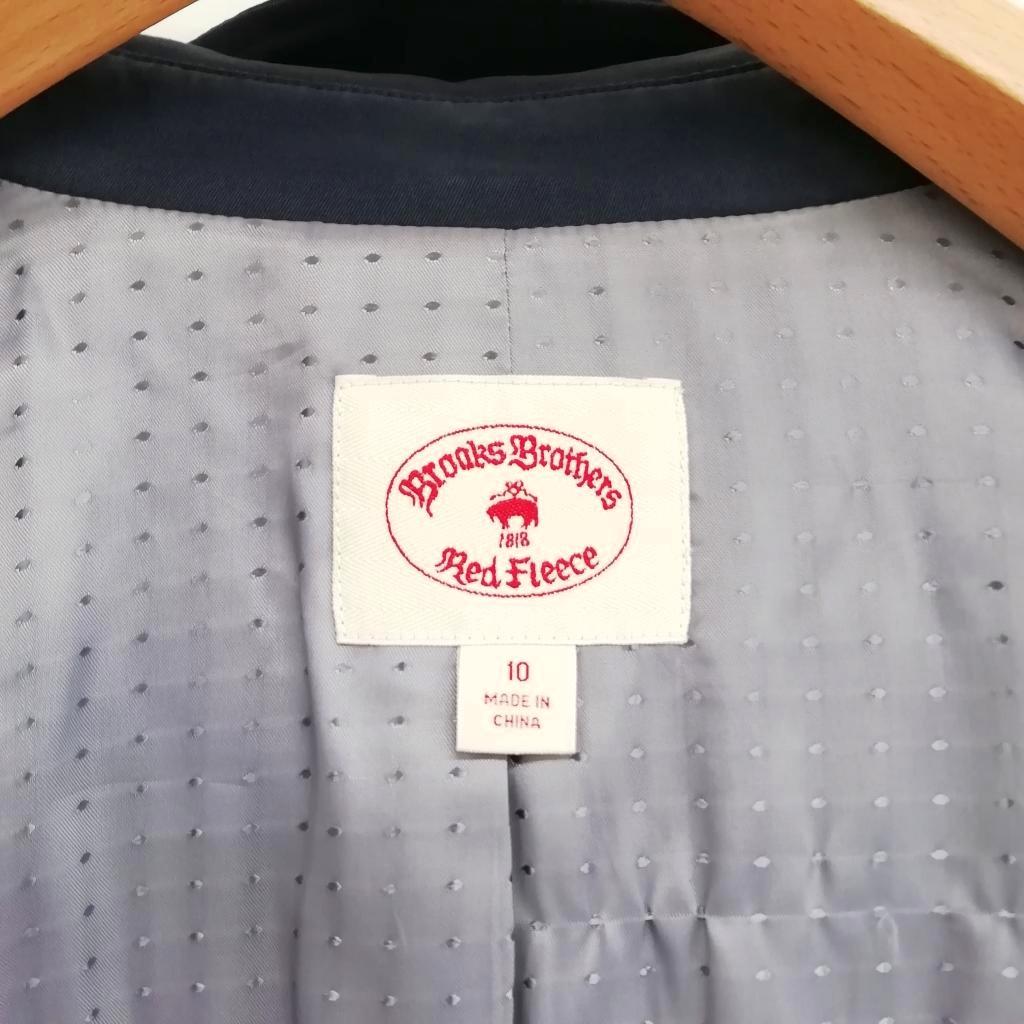 Brooks Brothers
1818
Red Fleece
10
MADE IN
CHINA